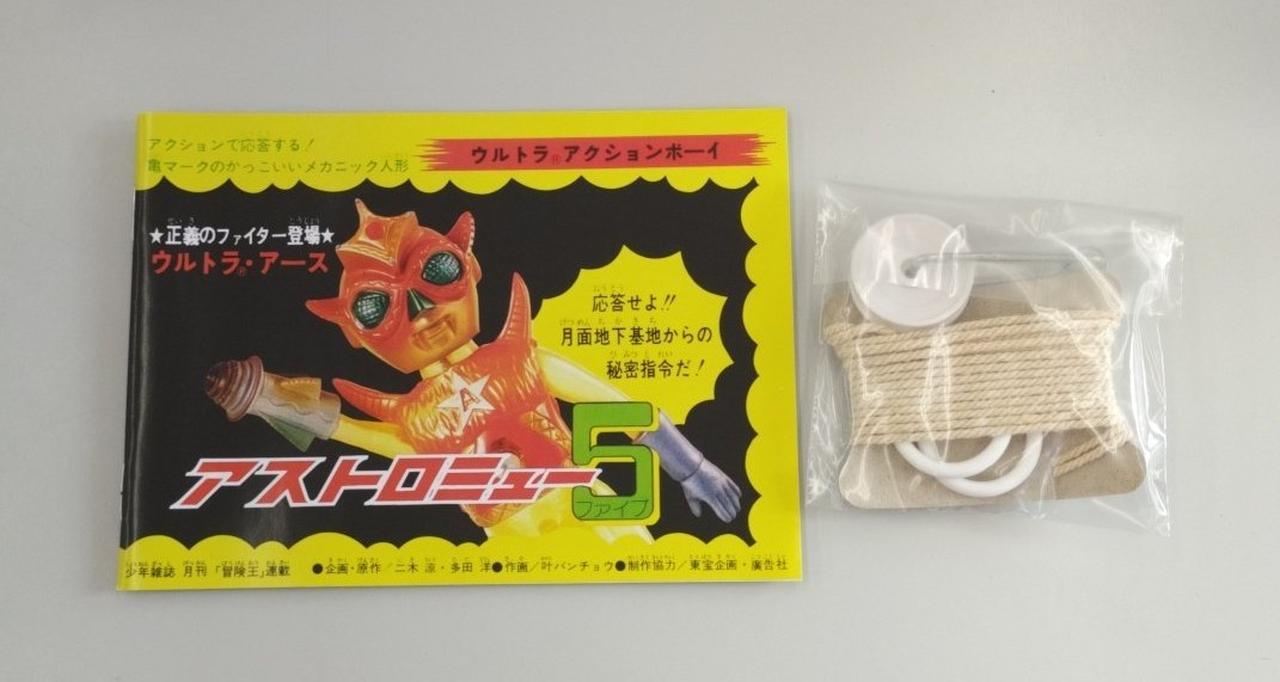 アクションで応答する!
亀マークのかっこいいメカニック人形
ウルトラ®アクションボーイ
★正義のファイター登場★
ウルトラ®・アース
応答せよ!!
月面地下基地からの
秘密指令だ!
A
アストロミュー5
ファイブ
少年雑誌 月刊「冒険王」連載 ●企画・原作/二木 涼・多田 洋●作画/叶バンチョウ●制作協力/東宝企画・廣告社